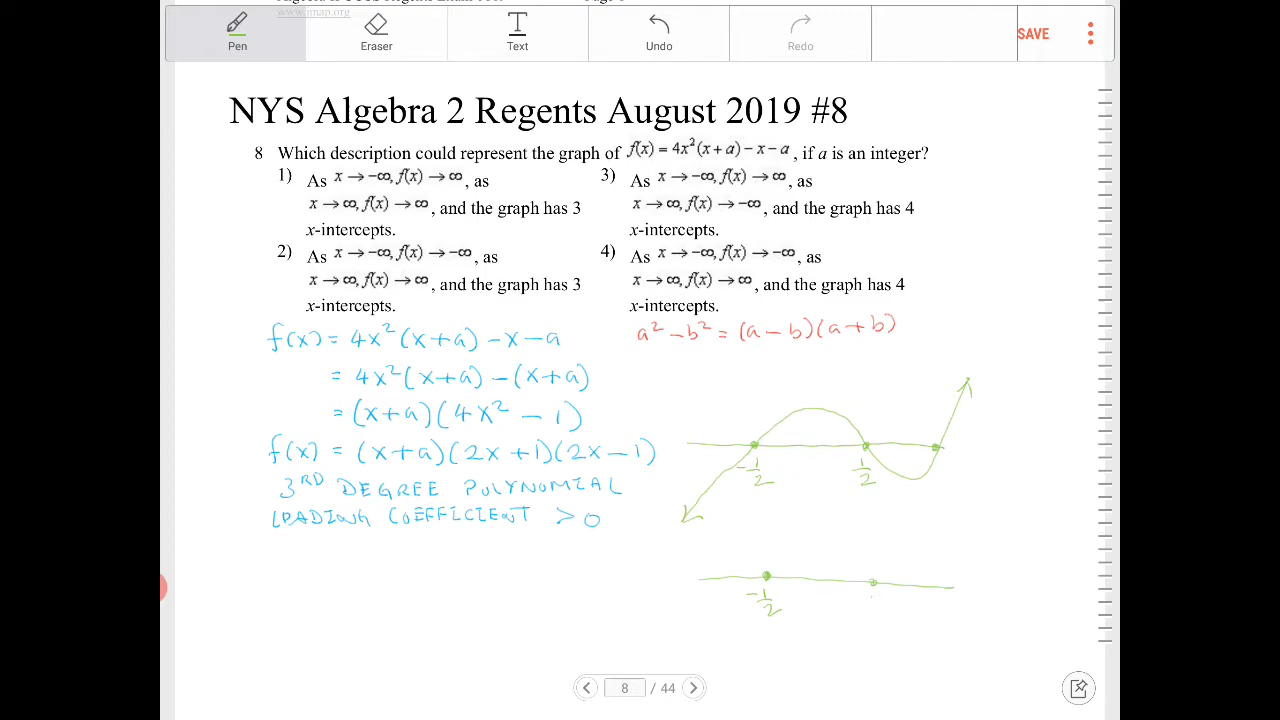 www.jmap.org
Pen
Eraser
Text
Undo
Redo
SAVE
NYS Algebra 2 Regents August 2019 #8
8 Which description could represent the graph of f(x) = 4x²(x+a) − x − a, if a is an integer?
1) As x → −∞, f(x) → ∞, as
x → ∞, f(x) → ∞, and the graph has 3
x-intercepts.
2) As x → −∞, f(x) → −∞, as
x → ∞, f(x) → ∞, and the graph has 3
x-intercepts.
3) As x → −∞, f(x) → ∞, as
x → ∞, f(x) → −∞, and the graph has 4
x-intercepts.
4) As x → −∞, f(x) → −∞, as
x → ∞, f(x) → ∞, and the graph has 4
x-intercepts.
f(x) = 4x²(x+a) − x − a
= 4x²(x+a) − (x+a)
= (x+a)(4x² − 1)
f(x) = (x+a)(2x+1)(2x−1)
3RD DEGREE POLYNOMIAL
LEADING COEFFICIENT > 0
a² − b² = (a − b)(a + b)
−1/2
1/2
−1/2
8 / 44